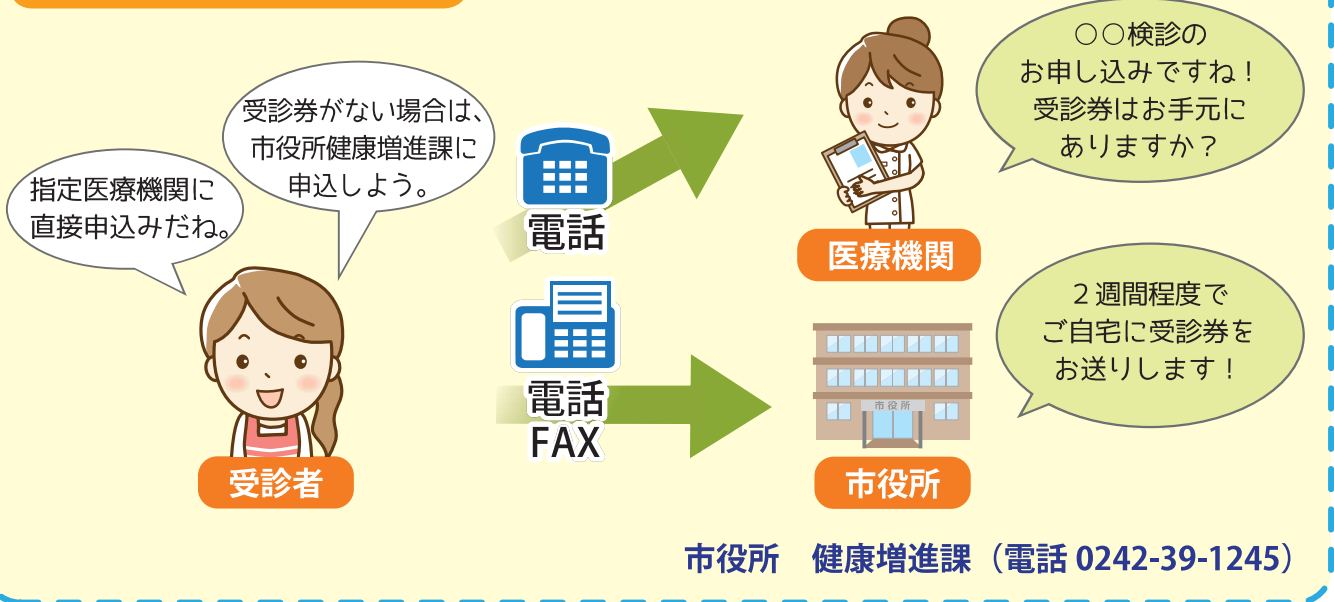 指定医療機関に
直接申込みだね。
受診券がない場合は、
市役所健康増進課に
申込しよう。
受診者
電話
電話
FAX
○○検診の
お申し込みですね！
受診券はお手元に
ありますか？
医療機関
２週間程度で
ご自宅に受診券を
お送りします！
市役所
市役所
市役所　健康増進課（電話 0242-39-1245）